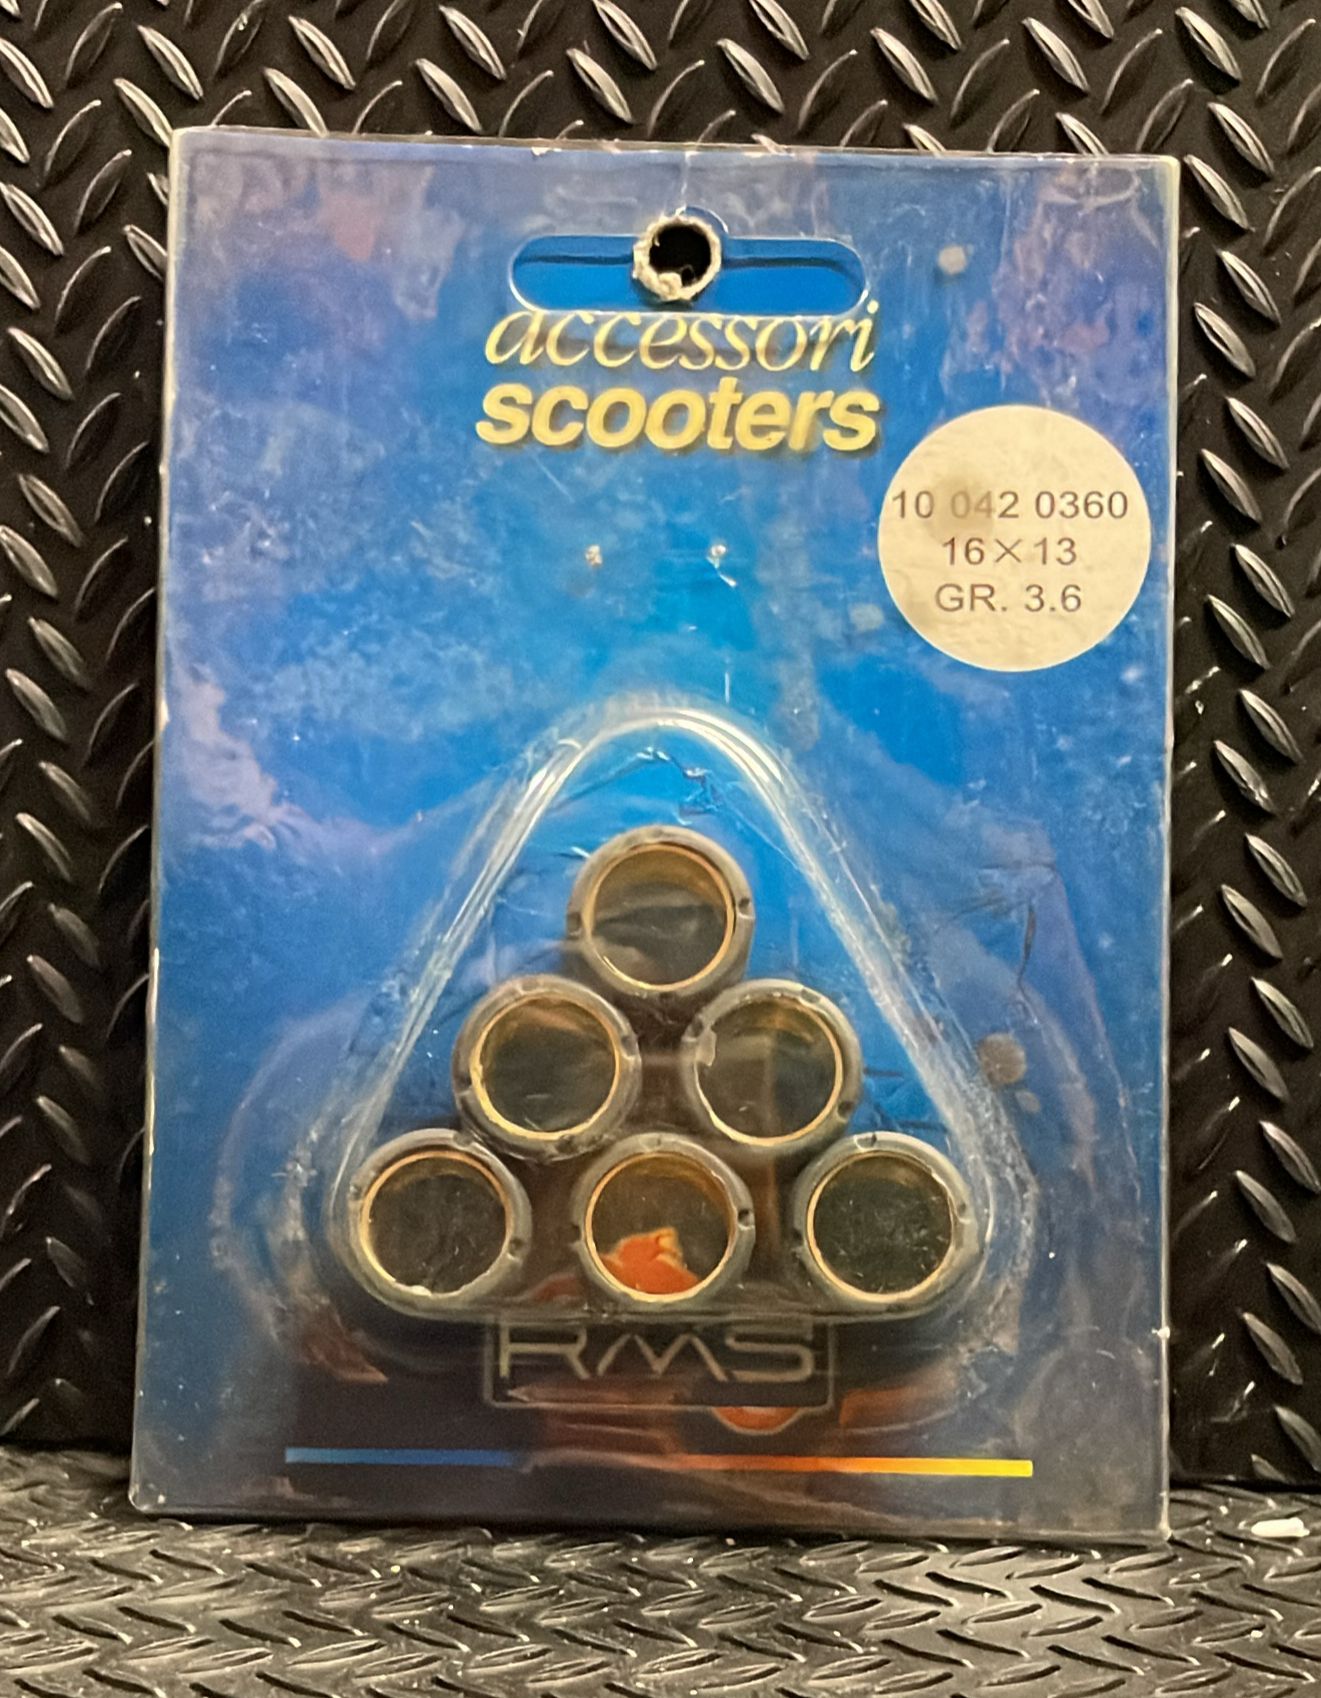 accessori
scooters
10 042 0360
16×13
GR. 3.6
RMS